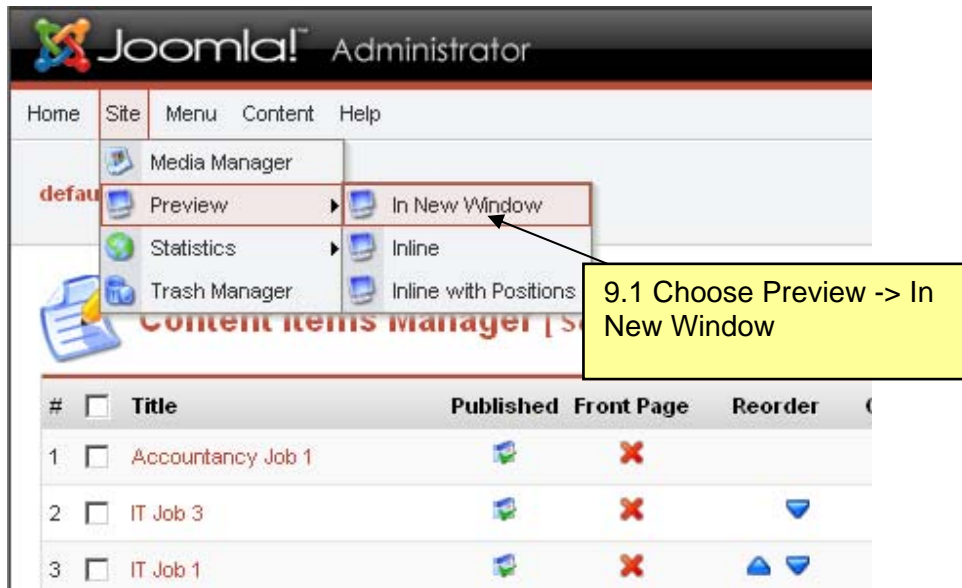 Joomla!™ Administrator
Home Site Menu Content Help
Media Manager
defau
Preview In New Window
Statistics Inline
Trash Manager Inline with Positions
9.1 Choose Preview -> In
New Window
Content Items Manager [ S
# Title Published Front Page Reorder
1 Accountancy Job 1
2 IT Job 3
3 IT Job 1